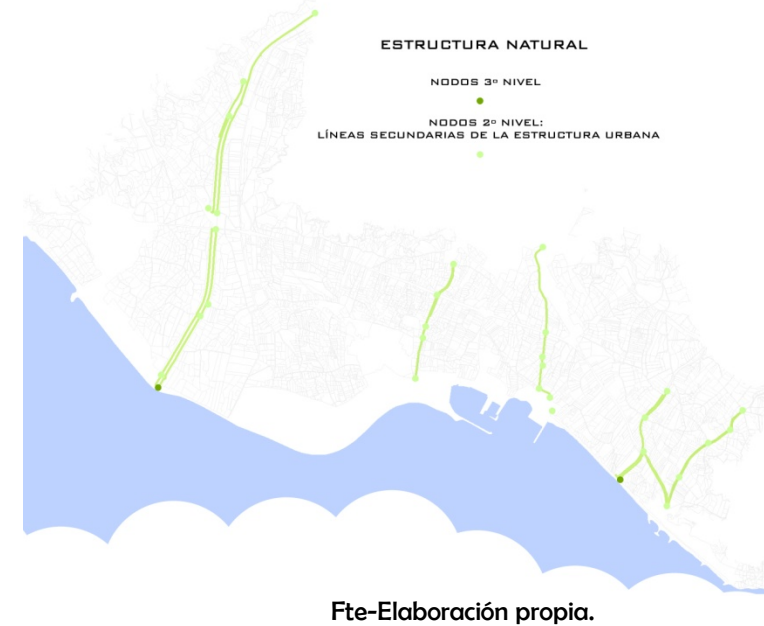 ESTRUCTURA NATURAL
NODOS 3º NIVEL
NODOS 2º NIVEL:
LÍNEAS SECUNDARIAS DE LA ESTRUCTURA URBANA
Fte-Elaboración propia.